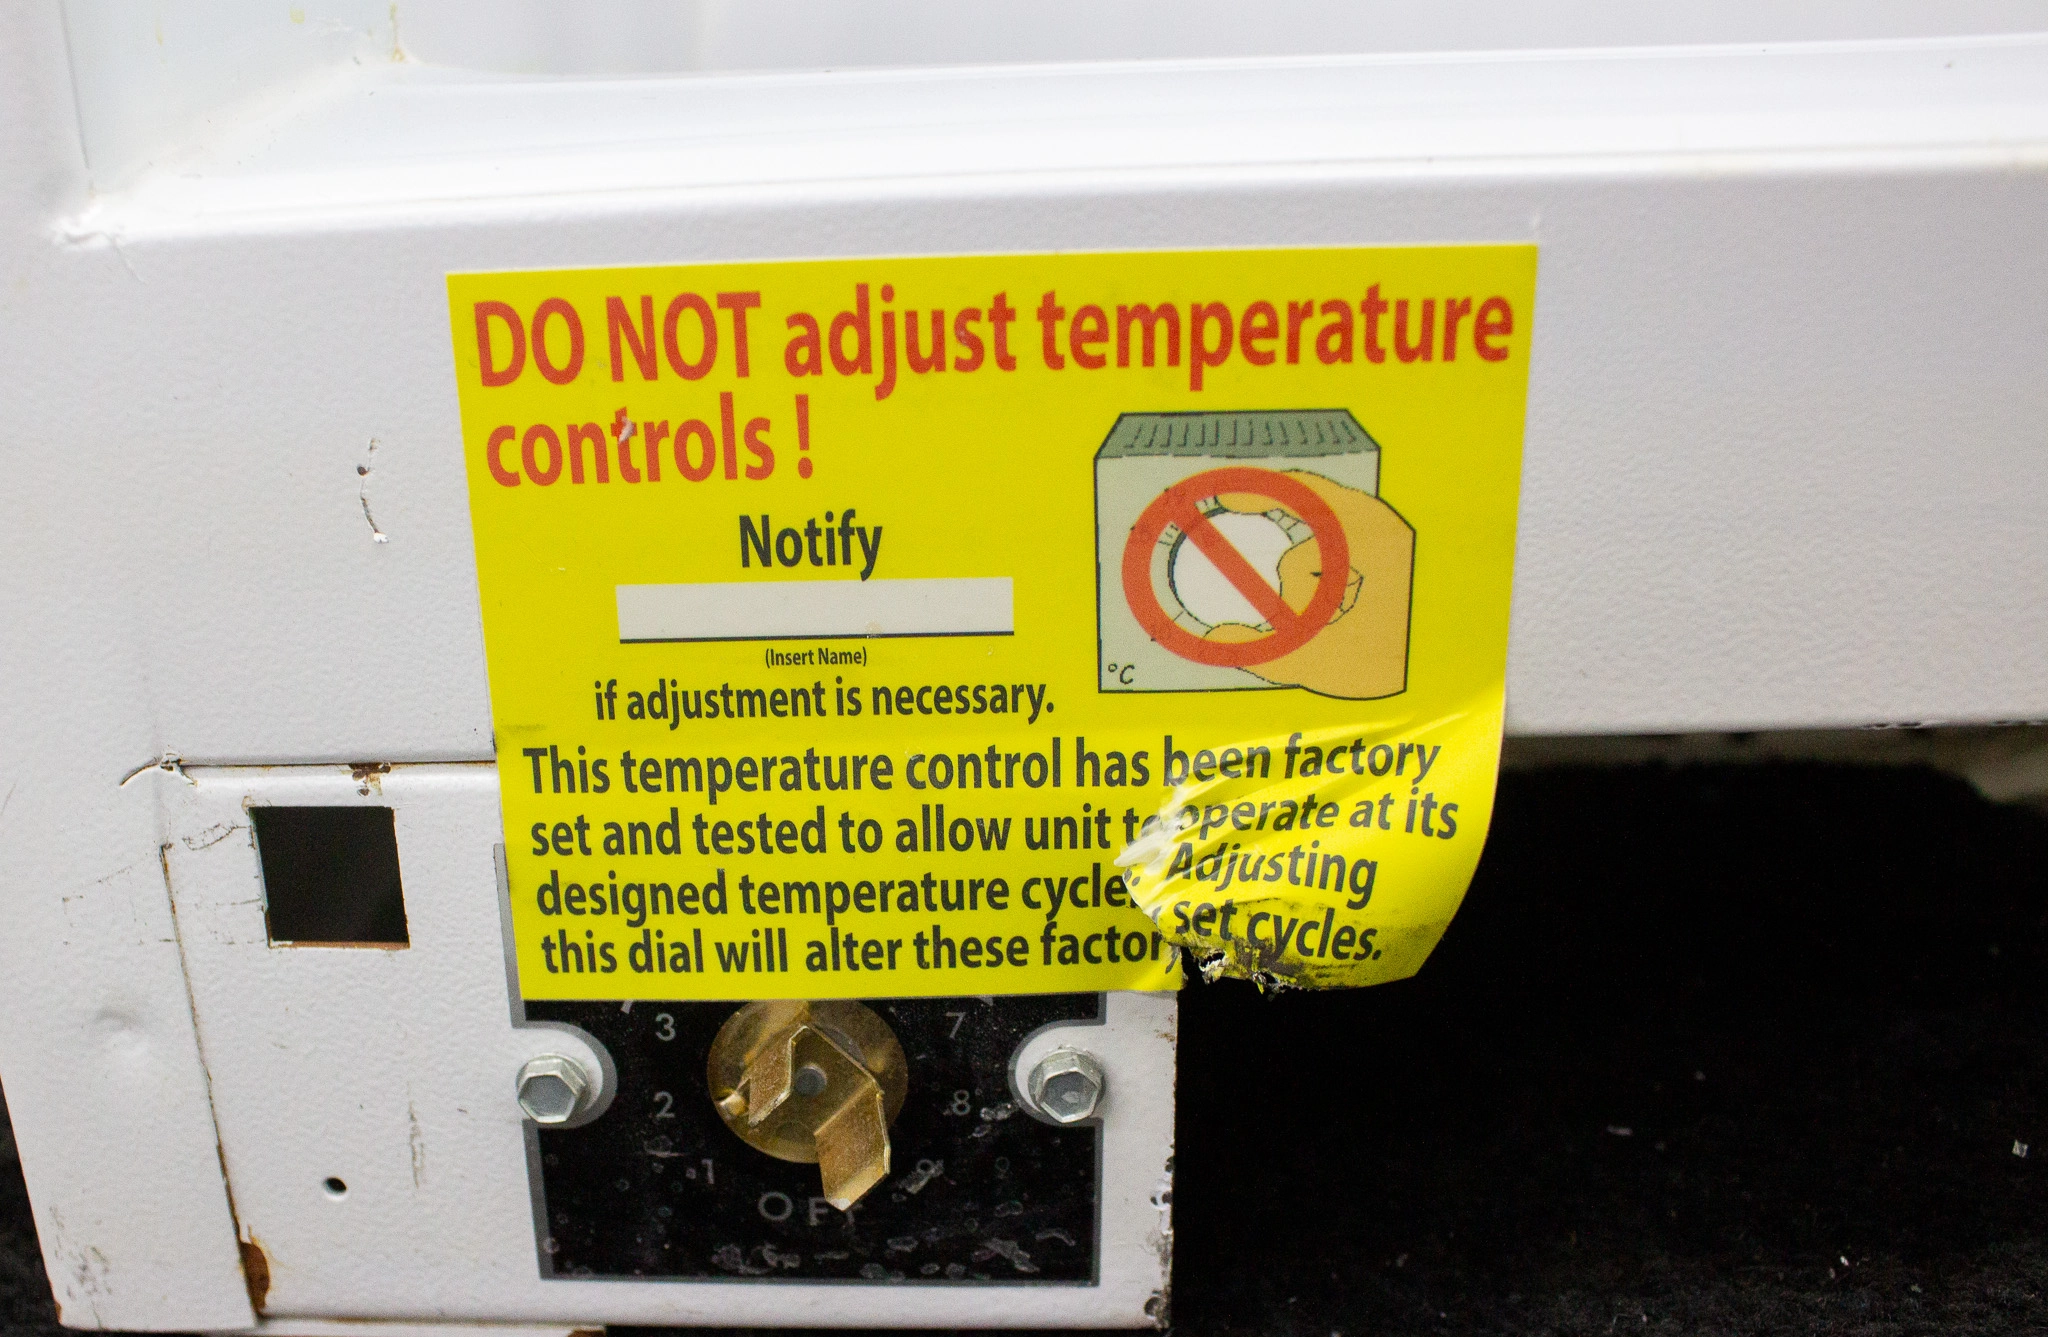 DO NOT adjust temperature
controls !
Notify
(Insert Name)
if adjustment is necessary.
°C
This temperature control has been factory
set and tested to allow unit to operate at its
designed temperature cycle. Adjusting
this dial will alter these factory set cycles.
3 7
2 8
1 9
OFF